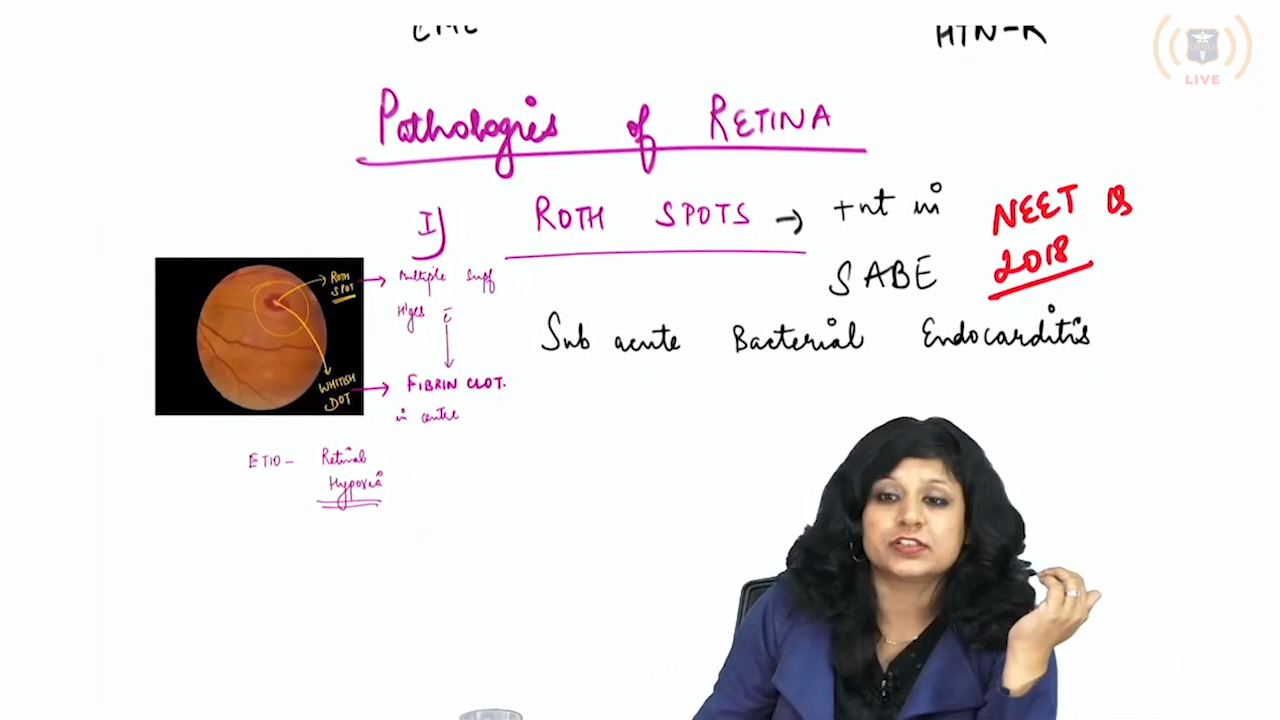 LIVE
HTN-R
Pathologies of RETINA
I) ROTH SPOTS → +nt in
SABE
NEET Qs
2018
Sub acute Bacterial Endocarditis
ROTH
SPOT
Multiple Supf
H'ges c̄
WHITISH
DOT
FIBRIN CLOT.
in centre
ETIO - Retinal
Hypoxia